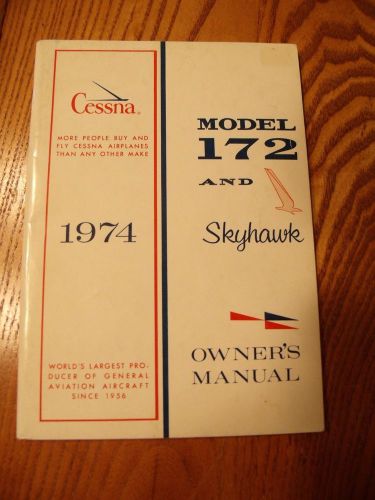 Cessna®
MORE PEOPLE BUY AND
FLY CESSNA AIRPLANES
THAN ANY OTHER MAKE
1974
WORLD'S LARGEST PRO-
DUCER OF GENERAL
AVIATION AIRCRAFT
SINCE 1956
MODEL
172
AND
Skyhawk
OWNER'S
MANUAL